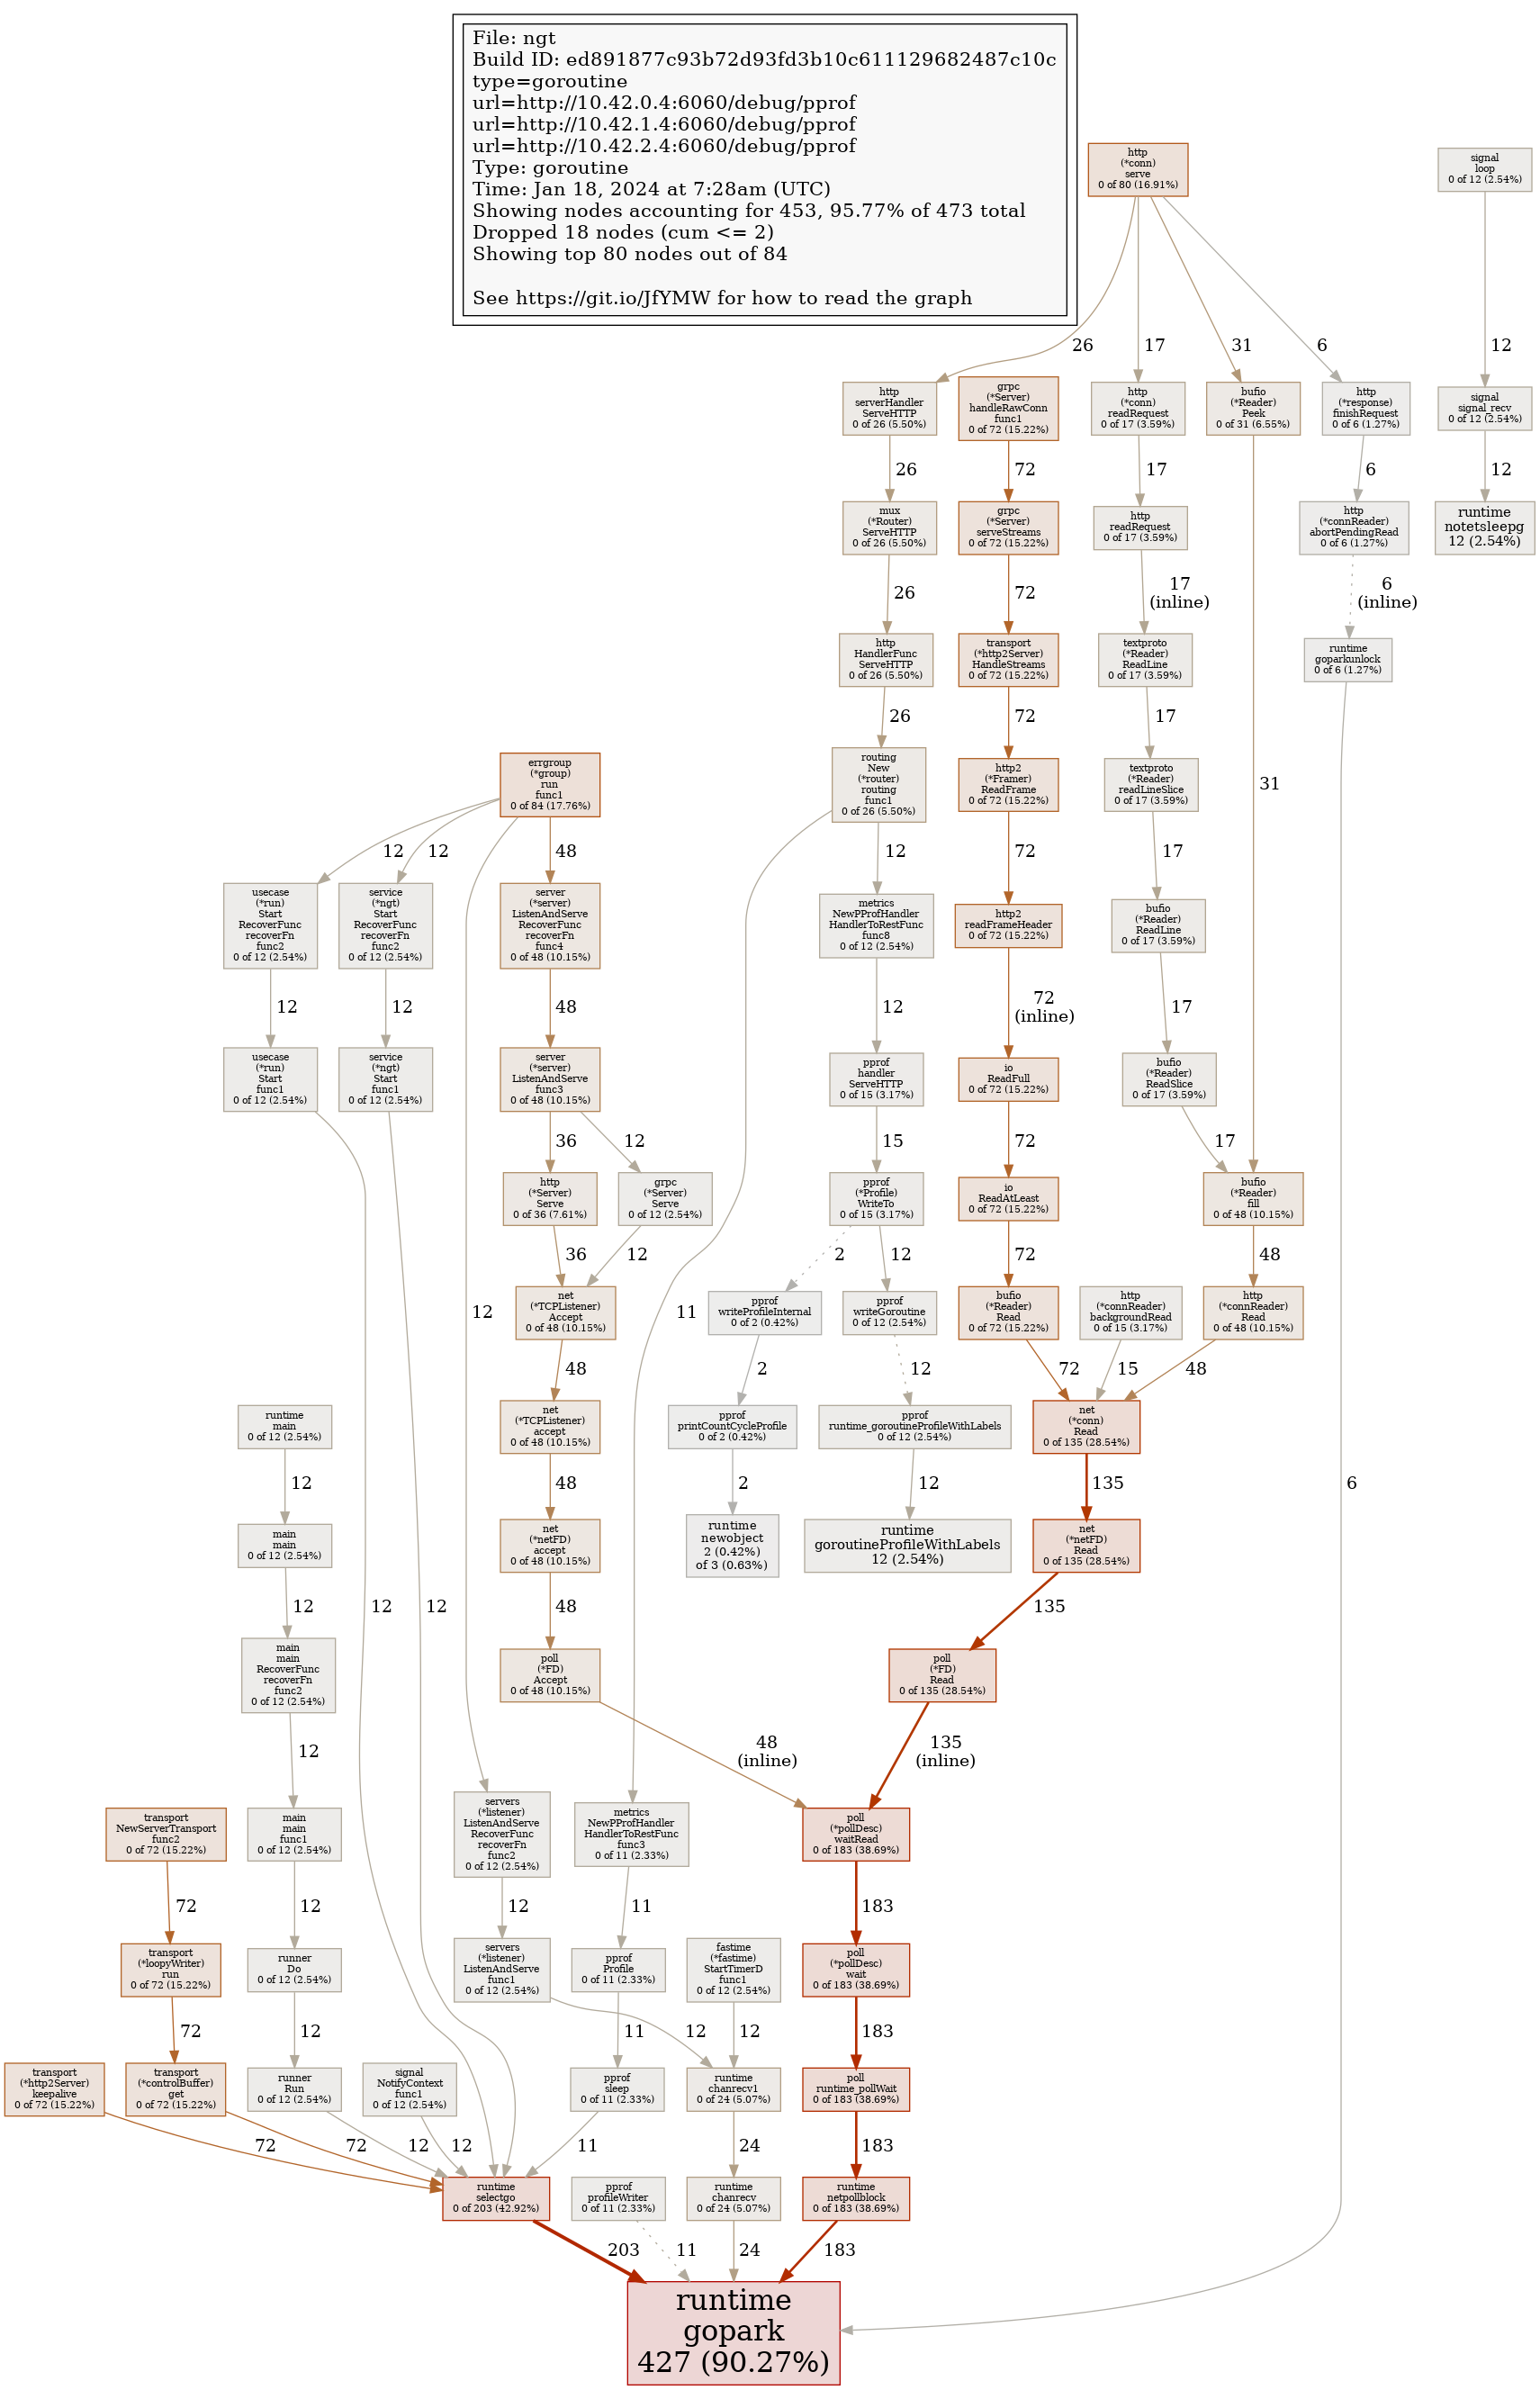 File: ngt
Build ID: ed891877c93b72d93fd3b10c611129682487c10c
type=goroutine
url=http://10.42.0.4:6060/debug/pprof
url=http://10.42.1.4:6060/debug/pprof
url=http://10.42.2.4:6060/debug/pprof
Type: goroutine
Time: Jan 18, 2024 at 7:28am (UTC)
Showing nodes accounting for 453, 95.77% of 473 total
Dropped 18 nodes (cum <= 2)
Showing top 80 nodes out of 84
See https://git.io/JfYMW for how to read the graph
http
(*conn)
serve
0 of 80 (16.91%)
signal
loop
0 of 12 (2.54%)
26
17
31
6
12
http
serverHandler
ServeHTTP
0 of 26 (5.50%)
grpc
(*Server)
handleRawConn
func1
0 of 72 (15.22%)
http
(*conn)
readRequest
0 of 17 (3.59%)
bufio
(*Reader)
Peek
0 of 31 (6.55%)
http
(*response)
finishRequest
0 of 6 (1.27%)
signal
signal_recv
0 of 12 (2.54%)
26
72
17
6
12
mux
(*Router)
ServeHTTP
0 of 26 (5.50%)
grpc
(*Server)
serveStreams
0 of 72 (15.22%)
http
readRequest
0 of 17 (3.59%)
http
(*connReader)
abortPendingRead
0 of 6 (1.27%)
runtime
notetsleepg
12 (2.54%)
26
72
17
(inline)
6
(inline)
http
HandlerFunc
ServeHTTP
0 of 26 (5.50%)
transport
(*http2Server)
HandleStreams
0 of 72 (15.22%)
textproto
(*Reader)
ReadLine
0 of 17 (3.59%)
runtime
goparkunlock
0 of 6 (1.27%)
26
72
17
errgroup
(*group)
run
func1
0 of 84 (17.76%)
routing
New
(*router)
routing
func1
0 of 26 (5.50%)
http2
(*Framer)
ReadFrame
0 of 72 (15.22%)
textproto
(*Reader)
readLineSlice
0 of 17 (3.59%)
31
12
12
48
12
72
17
usecase
(*run)
Start
RecoverFunc
recoverFn
func2
0 of 12 (2.54%)
service
(*ngt)
Start
RecoverFunc
recoverFn
func2
0 of 12 (2.54%)
server
(*server)
ListenAndServe
RecoverFunc
recoverFn
func4
0 of 48 (10.15%)
metrics
NewPProfHandler
HandlerToRestFunc
func8
0 of 12 (2.54%)
http2
readFrameHeader
0 of 72 (15.22%)
bufio
(*Reader)
ReadLine
0 of 17 (3.59%)
12
12
48
12
72
(inline)
17
usecase
(*run)
Start
func1
0 of 12 (2.54%)
service
(*ngt)
Start
func1
0 of 12 (2.54%)
server
(*server)
ListenAndServe
func3
0 of 48 (10.15%)
pprof
handler
ServeHTTP
0 of 15 (3.17%)
io
ReadFull
0 of 72 (15.22%)
bufio
(*Reader)
ReadSlice
0 of 17 (3.59%)
36
12
15
72
17
http
(*Server)
Serve
0 of 36 (7.61%)
grpc
(*Server)
Serve
0 of 12 (2.54%)
pprof
(*Profile)
WriteTo
0 of 15 (3.17%)
io
ReadAtLeast
0 of 72 (15.22%)
bufio
(*Reader)
fill
0 of 48 (10.15%)
36
12
2
12
72
48
12
net
(*TCPListener)
Accept
0 of 48 (10.15%)
11
pprof
writeProfileInternal
0 of 2 (0.42%)
pprof
writeGoroutine
0 of 12 (2.54%)
bufio
(*Reader)
Read
0 of 72 (15.22%)
http
(*connReader)
backgroundRead
0 of 15 (3.17%)
http
(*connReader)
Read
0 of 48 (10.15%)
48
2
12
72
15
48
runtime
main
0 of 12 (2.54%)
net
(*TCPListener)
accept
0 of 48 (10.15%)
pprof
printCountCycleProfile
0 of 2 (0.42%)
pprof
runtime_goroutineProfileWithLabels
0 of 12 (2.54%)
net
(*conn)
Read
0 of 135 (28.54%)
12
48
2
12
135
6
main
main
0 of 12 (2.54%)
net
(*netFD)
accept
0 of 48 (10.15%)
runtime
newobject
2 (0.42%)
of 3 (0.63%)
runtime
goroutineProfileWithLabels
12 (2.54%)
net
(*netFD)
Read
0 of 135 (28.54%)
12
12
12
48
135
main
main
RecoverFunc
recoverFn
func2
0 of 12 (2.54%)
poll
(*FD)
Accept
0 of 48 (10.15%)
poll
(*FD)
Read
0 of 135 (28.54%)
12
48
(inline)
135
(inline)
transport
NewServerTransport
func2
0 of 72 (15.22%)
main
main
func1
0 of 12 (2.54%)
servers
(*listener)
ListenAndServe
RecoverFunc
recoverFn
func2
0 of 12 (2.54%)
metrics
NewPProfHandler
HandlerToRestFunc
func3
0 of 11 (2.33%)
poll
(*pollDesc)
waitRead
0 of 183 (38.69%)
72
12
12
11
183
transport
(*loopyWriter)
run
0 of 72 (15.22%)
runner
Do
0 of 12 (2.54%)
servers
(*listener)
ListenAndServe
func1
0 of 12 (2.54%)
pprof
Profile
0 of 11 (2.33%)
fastime
(*fastime)
StartTimerD
func1
0 of 12 (2.54%)
poll
(*pollDesc)
wait
0 of 183 (38.69%)
72
12
11
12
12
183
transport
(*http2Server)
keepalive
0 of 72 (15.22%)
transport
(*controlBuffer)
get
0 of 72 (15.22%)
runner
Run
0 of 12 (2.54%)
signal
NotifyContext
func1
0 of 12 (2.54%)
pprof
sleep
0 of 11 (2.33%)
runtime
chanrecv1
0 of 24 (5.07%)
poll
runtime_pollWait
0 of 183 (38.69%)
72
72
12
12
11
24
183
runtime
selectgo
0 of 203 (42.92%)
pprof
profileWriter
0 of 11 (2.33%)
runtime
chanrecv
0 of 24 (5.07%)
runtime
netpollblock
0 of 183 (38.69%)
203
11
24
183
runtime
gopark
427 (90.27%)